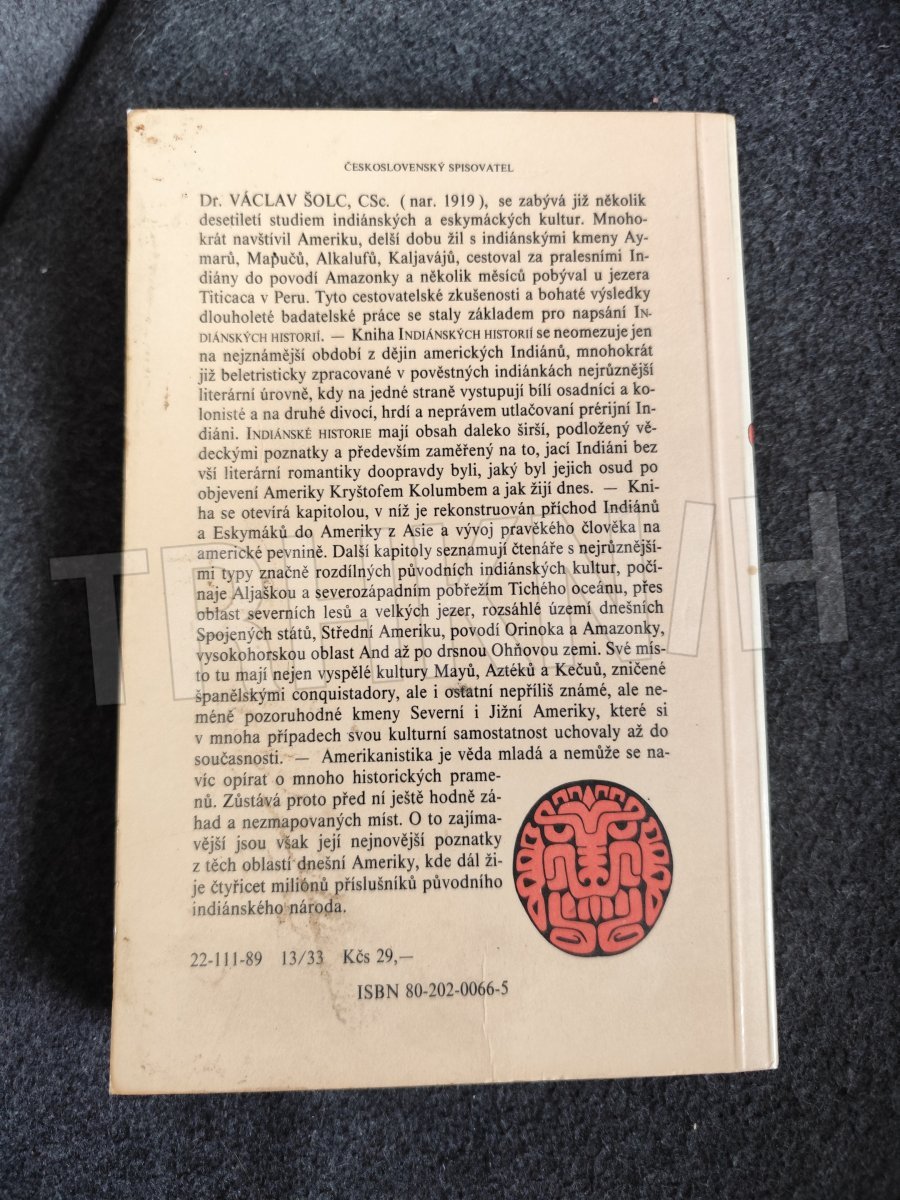 ČESKOSLOVENSKÝ SPISOVATEL
Dr. VÁCLAV ŠOLC, CSc. ( nar. 1919 ), se zabývá již několik
desetiletí studiem indiánských a eskymáckých kultur. Mnoho-
krát navštívil Ameriku, delší dobu žil s indiánskými kmeny Ay-
marů, Mapučů, Alkalufů, Kaljavájů, cestoval za pralesními In-
diány do povodí Amazonky a několik měsíců pobýval u jezera
Titicaca v Peru. Tyto cestovatelské zkušenosti a bohaté výsledky
dlouholeté badatelské práce se staly základem pro napsání IN-
DIÁNSKÝCH HISTORIÍ. — Kniha INDIÁNSKÝCH HISTORIÍ se neomezuje jen
na nejznámější období z dějin amerických Indiánů, mnohokrát
již beletristicky zpracované v pověstných indiánkách nejrůznější
literární úrovně, kdy na jedné straně vystupují bílí osadníci a ko-
lonisté a na druhé divocí, hrdí a neprávem utlačovaní prérijní In-
diáni. INDIÁNSKÉ HISTORIE mají obsah daleko širší, podložený vě-
deckými poznatky a především zaměřený na to, jací Indiáni bez
vší literární romantiky doopravdy byli, jaký byl jejich osud po
objevení Ameriky Kryštofem Kolumbem a jak žijí dnes. — Kni-
ha se otevírá kapitolou, v níž je rekonstruován příchod Indiánů
a Eskymáků do Ameriky z Asie a vývoj pravěkého člověka na
americké pevnině. Další kapitoly seznamují čtenáře s nejrůznější-
mi typy značně rozdílných původních indiánských kultur, počí-
naje Aljaškou a severozápadním pobřežím Tichého oceánu, přes
oblast severních lesů a velkých jezer, rozsáhlé území dnešních
Spojených států, Střední Ameriku, povodí Orinoka a Amazonky,
vysokohorskou oblast And až po drsnou Ohňovou zemi. Své mís-
to tu mají nejen vyspělé kultury Mayů, Aztéků a Kečuů, zničené
španělskými conquistadory, ale i ostatní nepříliš známé, ale ne-
méně pozoruhodné kmeny Severní i Jižní Ameriky, které si
v mnoha případech svou kulturní samostatnost uchovaly až do
současnosti. — Amerikanistika je věda mladá a nemůže se na-
víc opírat o mnoho historických prame-
nů. Zůstává proto před ní ještě hodně zá-
had a nezmapovaných míst. O to zajíma-
vější jsou však její nejnovější poznatky
z těch oblastí dnešní Ameriky, kde dál ži-
je čtyřicet miliónů příslušníků původního
indiánského národa.
22-111-89 13/33 Kčs 29,—
ISBN 80-202-0066-5
TRHKNIH